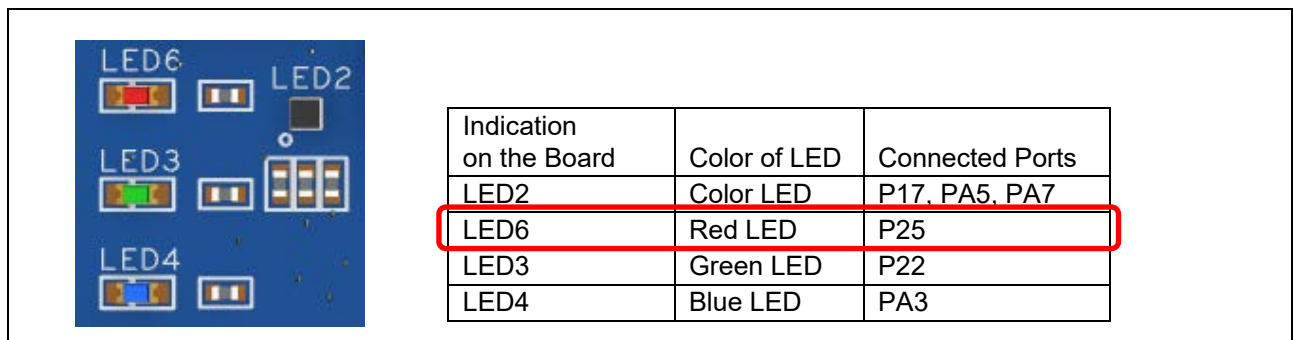 LED6
LED2
LED3
LED4
Indication
on the Board Color of LED Connected Ports
LED2 Color LED P17, PA5, PA7
LED6 Red LED P25
LED3 Green LED P22
LED4 Blue LED PA3